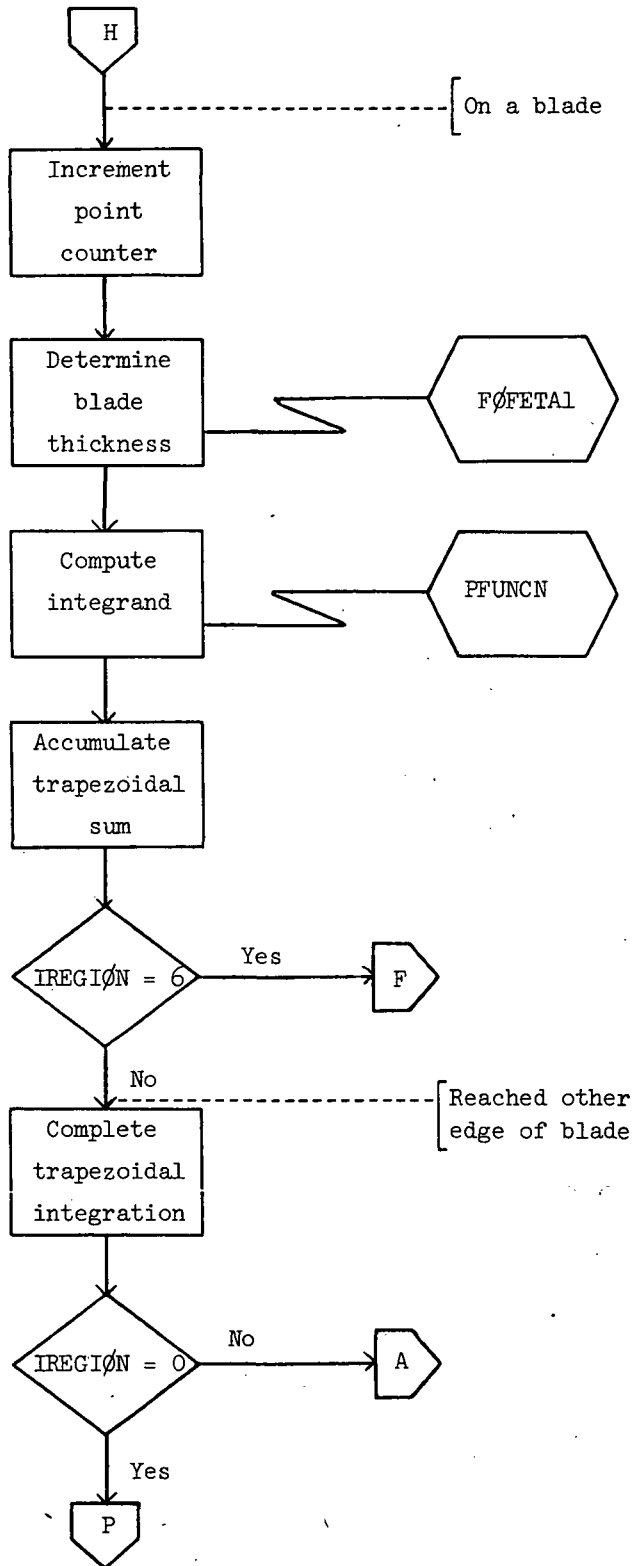 H
On a blade
Increment
point
counter
Determine
blade
thickness
FØFETA1
Compute
integrand
PFUNCN
Accumulate
trapezoidal
sum
IREGIØN = 6
Yes
F
No
Reached other
edge of blade
Complete
trapezoidal
integration
IREGIØN = 0
No
A
Yes
P